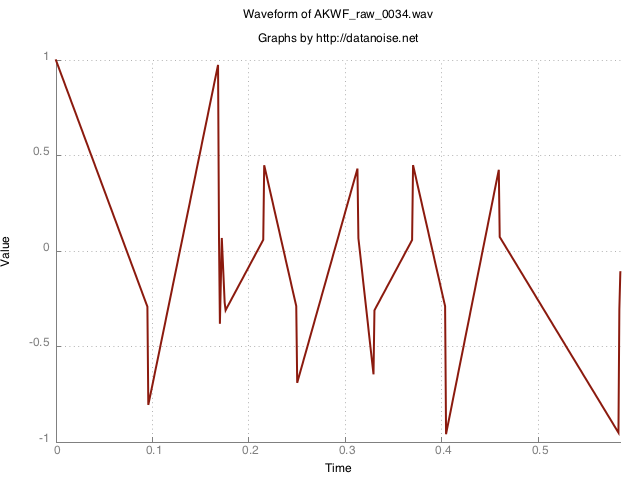 Waveform of AKWF_raw_0034.wav
Graphs by http://datanoise.net
1
0.5
0
-0.5
-1
Value
0 0.1 0.2 0.3 0.4 0.5
Time